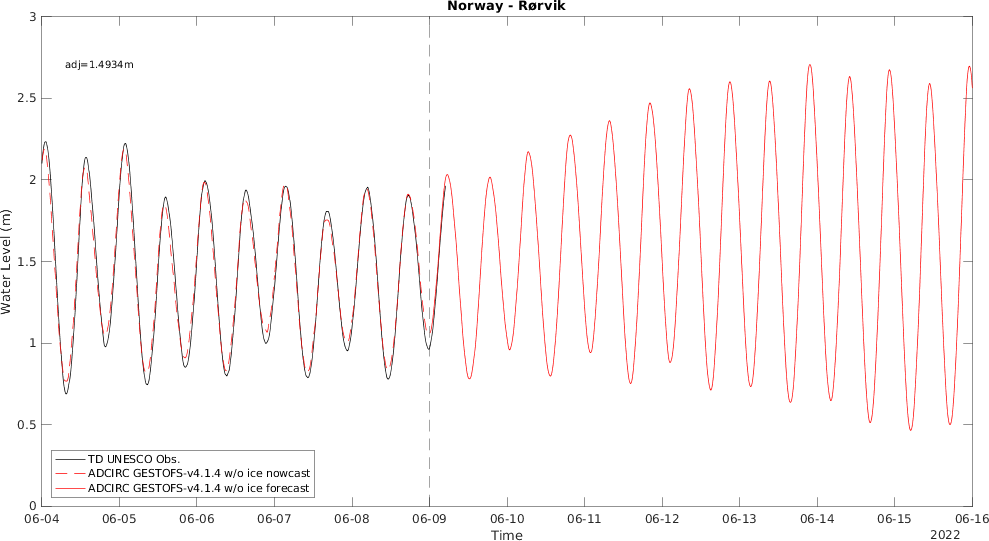 Norway - Rørvik
3
adj=1.4934m
2.5
2
1.5
1
0.5
0
Water Level (m)
TD UNESCO Obs.
ADCIRC GESTOFS-v4.1.4 w/o ice nowcast
ADCIRC GESTOFS-v4.1.4 w/o ice forecast
06-04 06-05 06-06 06-07 06-08 06-09 06-10 06-11 06-12 06-13 06-14 06-15 06-16
Time
2022